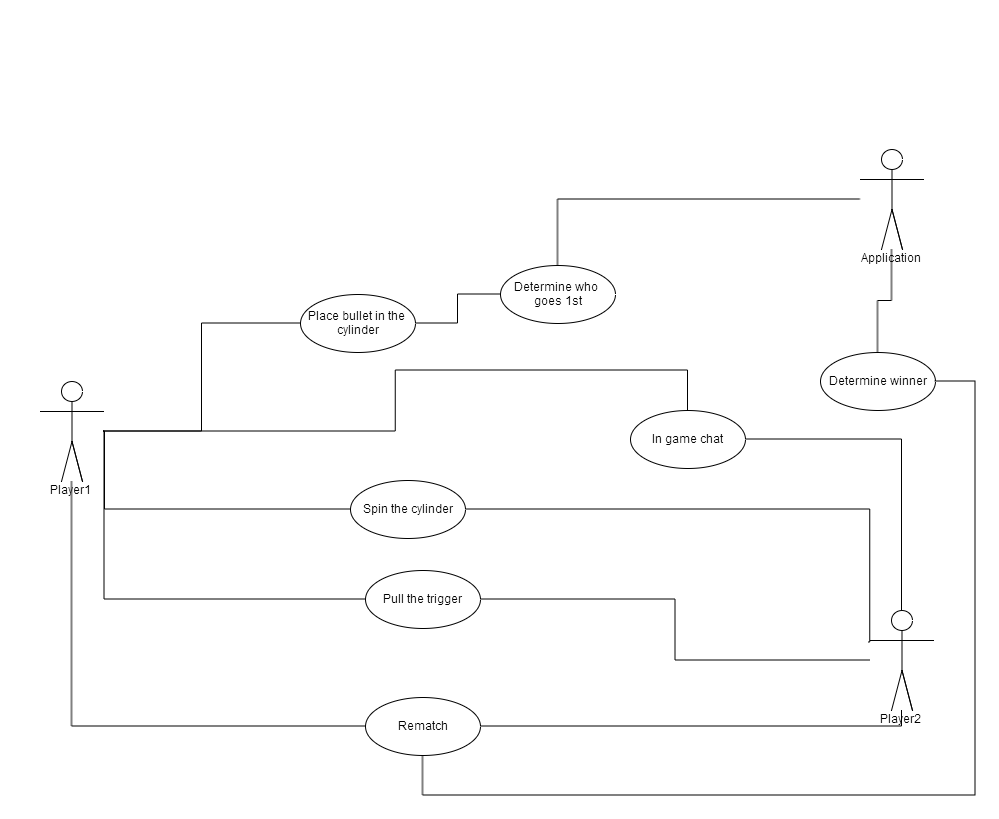 Application
Determine who
goes 1st
Place bullet in the
cylinder
Determine winner
In game chat
Player1
Spin the cylinder
Pull the trigger
Player2
Rematch